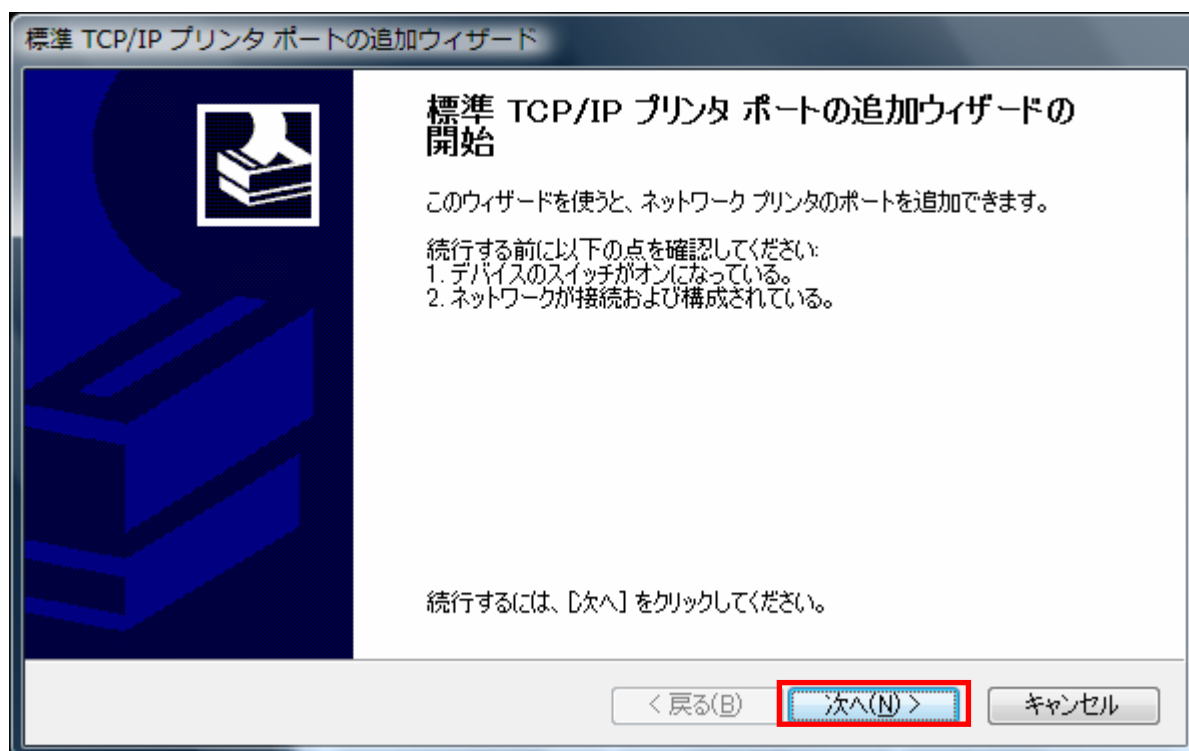 標準 TCP/IP プリンタ ポートの追加ウィザード
標準 TCP/IP プリンタ ポートの追加ウィザードの
開始
このウィザードを使うと、ネットワーク プリンタのポートを追加できます。
続行する前に以下の点を確認してください:
1. デバイスのスイッチがオンになっている。
2. ネットワークが接続および構成されている。
続行するには、[次へ] をクリックしてください。
< 戻る(B)
次へ(N) >
キャンセル